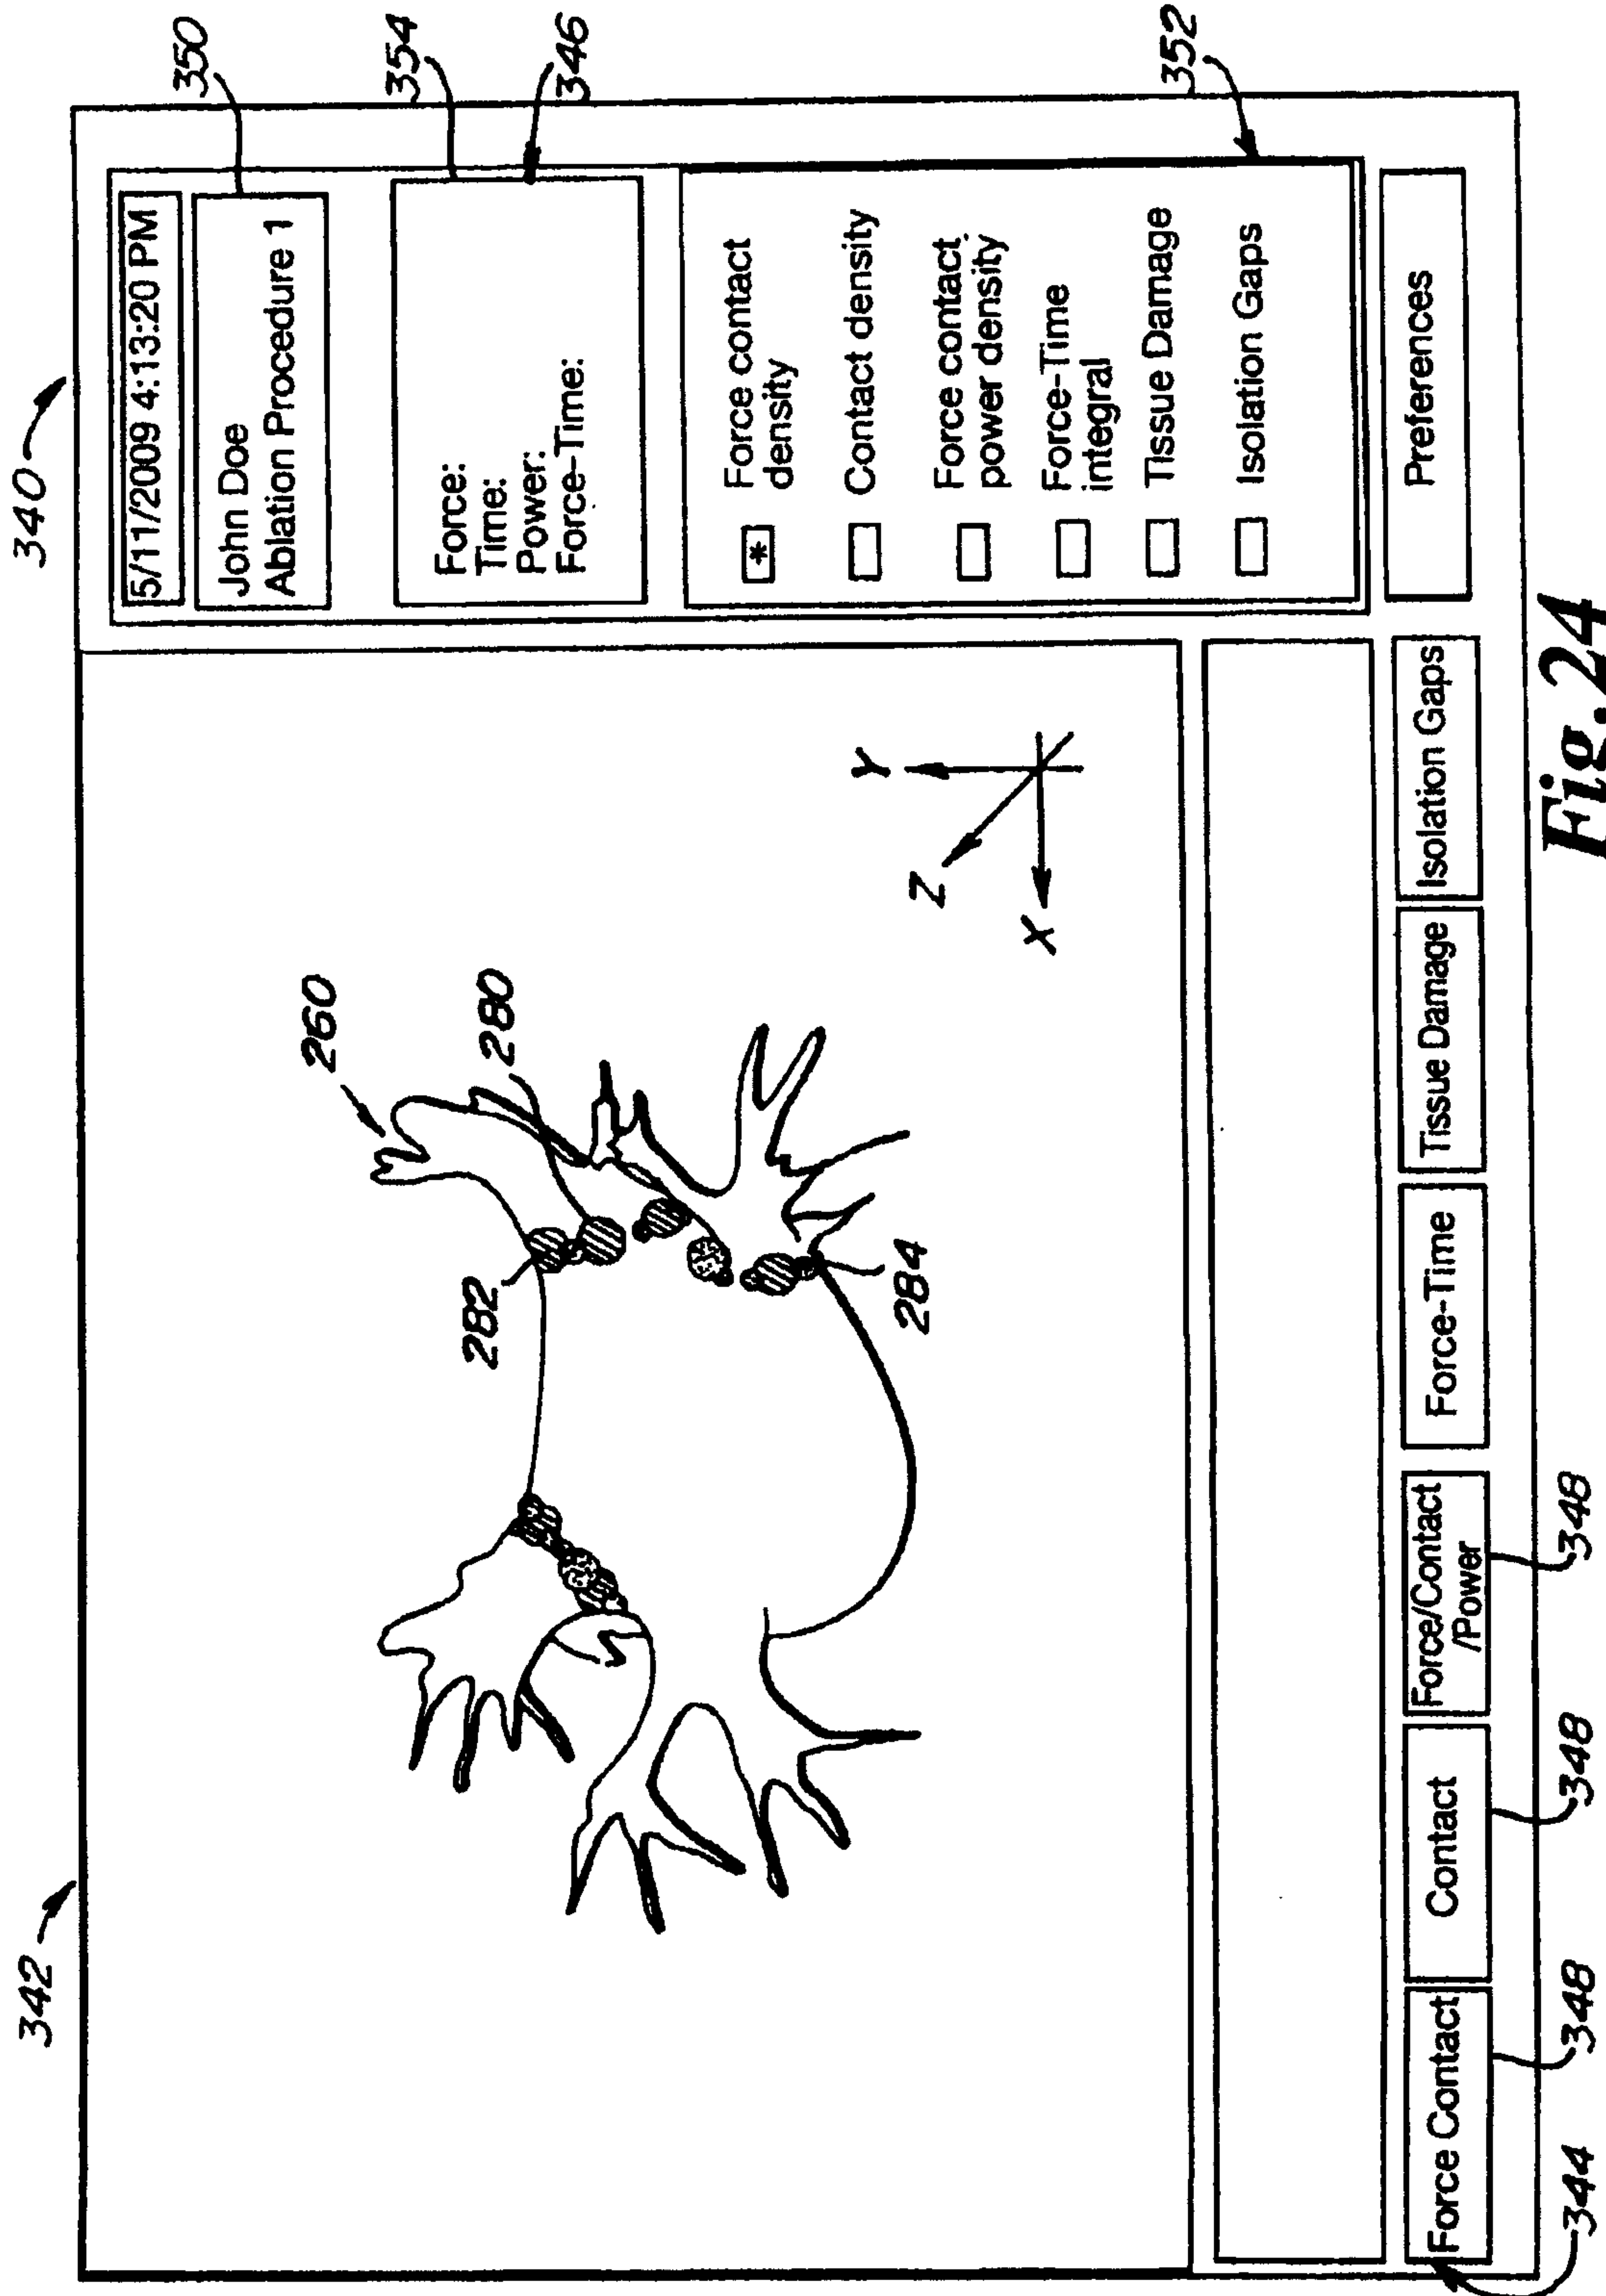 340
342
5/11/2009 4:13:20 PM
350
John Doe
Ablation Procedure 1
354
346
Force:
Time:
Power:
Force-Time:
352
* Force contact
density
Contact density
Force contact
power density
Force-Time
integral
Tissue Damage
Isolation Gaps
Preferences
260
280
282
284
Y
Z
X
Force Contact
Contact
Force/Contact
/Power
Force-Time
Tissue Damage
Isolation Gaps
344
348
348
348
Fig. 24